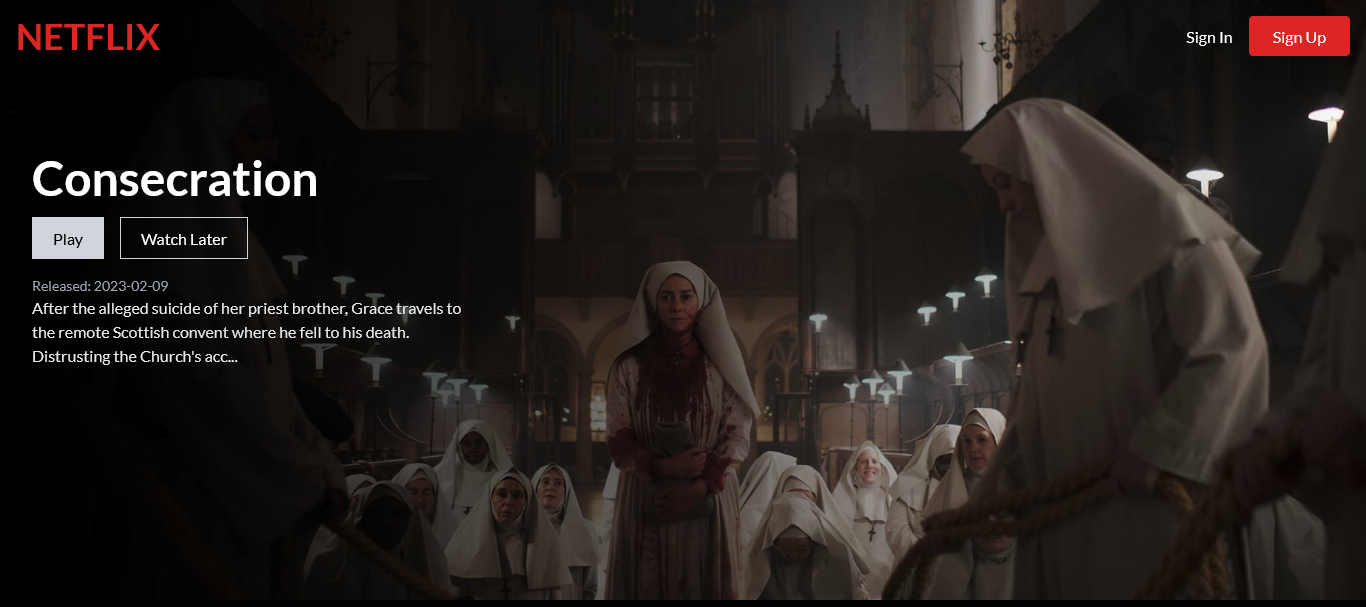 NETFLIX
Sign In
Sign Up
Consecration
Play
Watch Later
Released: 2023-02-09
After the alleged suicide of her priest brother, Grace travels to
the remote Scottish convent where he fell to his death.
Distrusting the Church's acc...